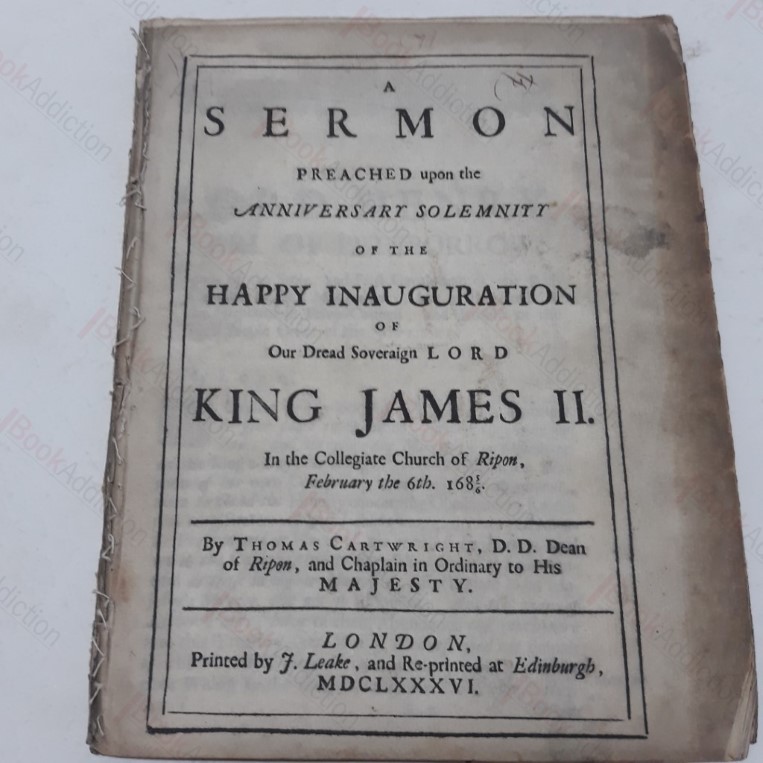 A
SERMON
PREACHED upon the
ANNIVERSARY SOLEMNITY
OF THE
HAPPY INAUGURATION
OF
Our Dread Soveraign LORD
KING JAMES II.
In the Collegiate Church of Ripon,
February the 6th. 168⅚.
By THOMAS CARTWRIGHT, D. D. Dean
of Ripon, and Chaplain in Ordinary to His
MAJESTY.
LONDON,
Printed by J. Leake, and Re-printed at Edinburgh,
MDCLXXXVI.